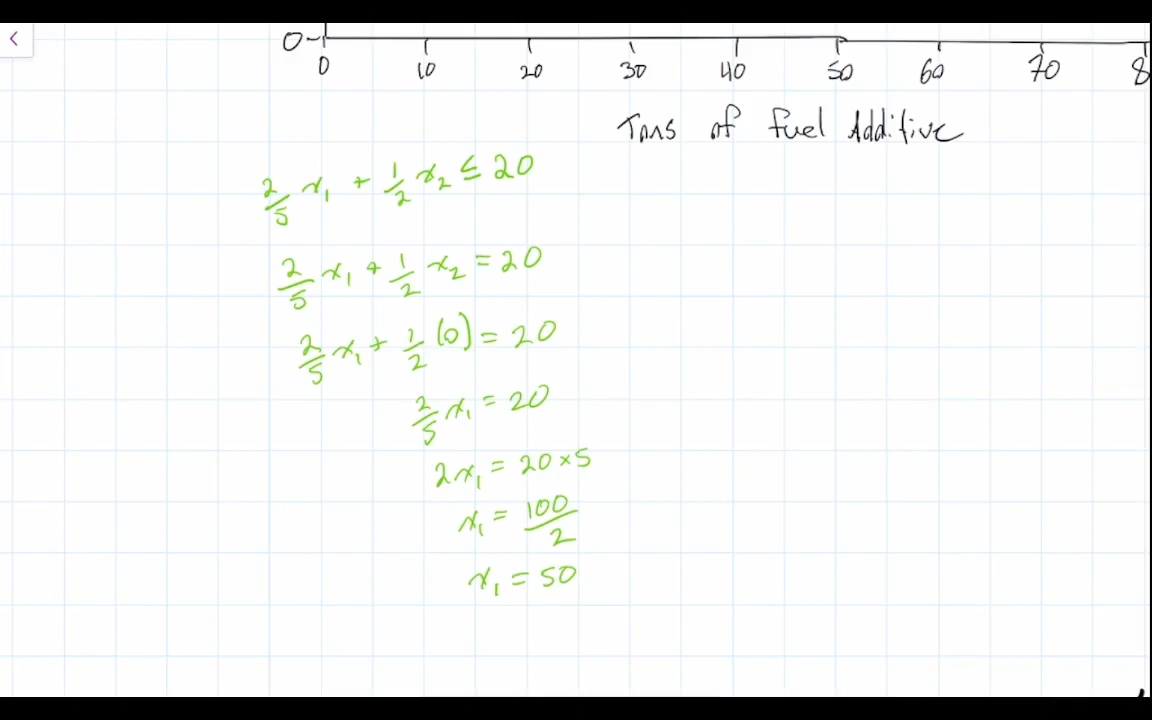 0
0 10 20 30 40 50 60 70 8
Tons of Fuel Additive
2/5 x₁ + 1/2 x₂ ≤ 20
2/5 x₁ + 1/2 x₂ = 20
2/5 x₁ + 1/2 (0) = 20
2/5 x₁ = 20
2x₁ = 20 × 5
x₁ = 100/2
x₁ = 50